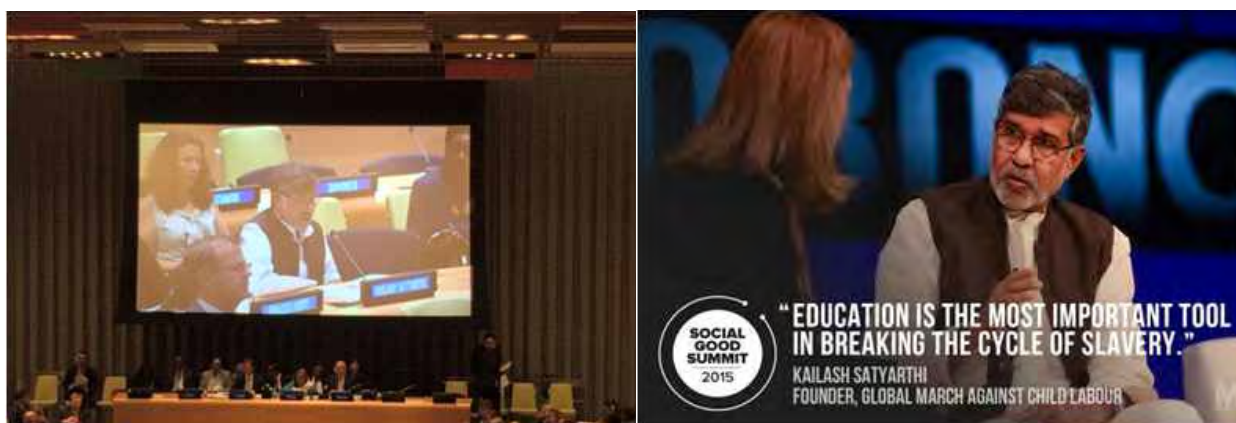 SOCIAL
GOOD
SUMMIT
2015
“EDUCATION IS THE MOST IMPORTANT TOOL
IN BREAKING THE CYCLE OF SLAVERY.”
KAILASH SATYARTHI
FOUNDER, GLOBAL MARCH AGAINST CHILD LABOUR